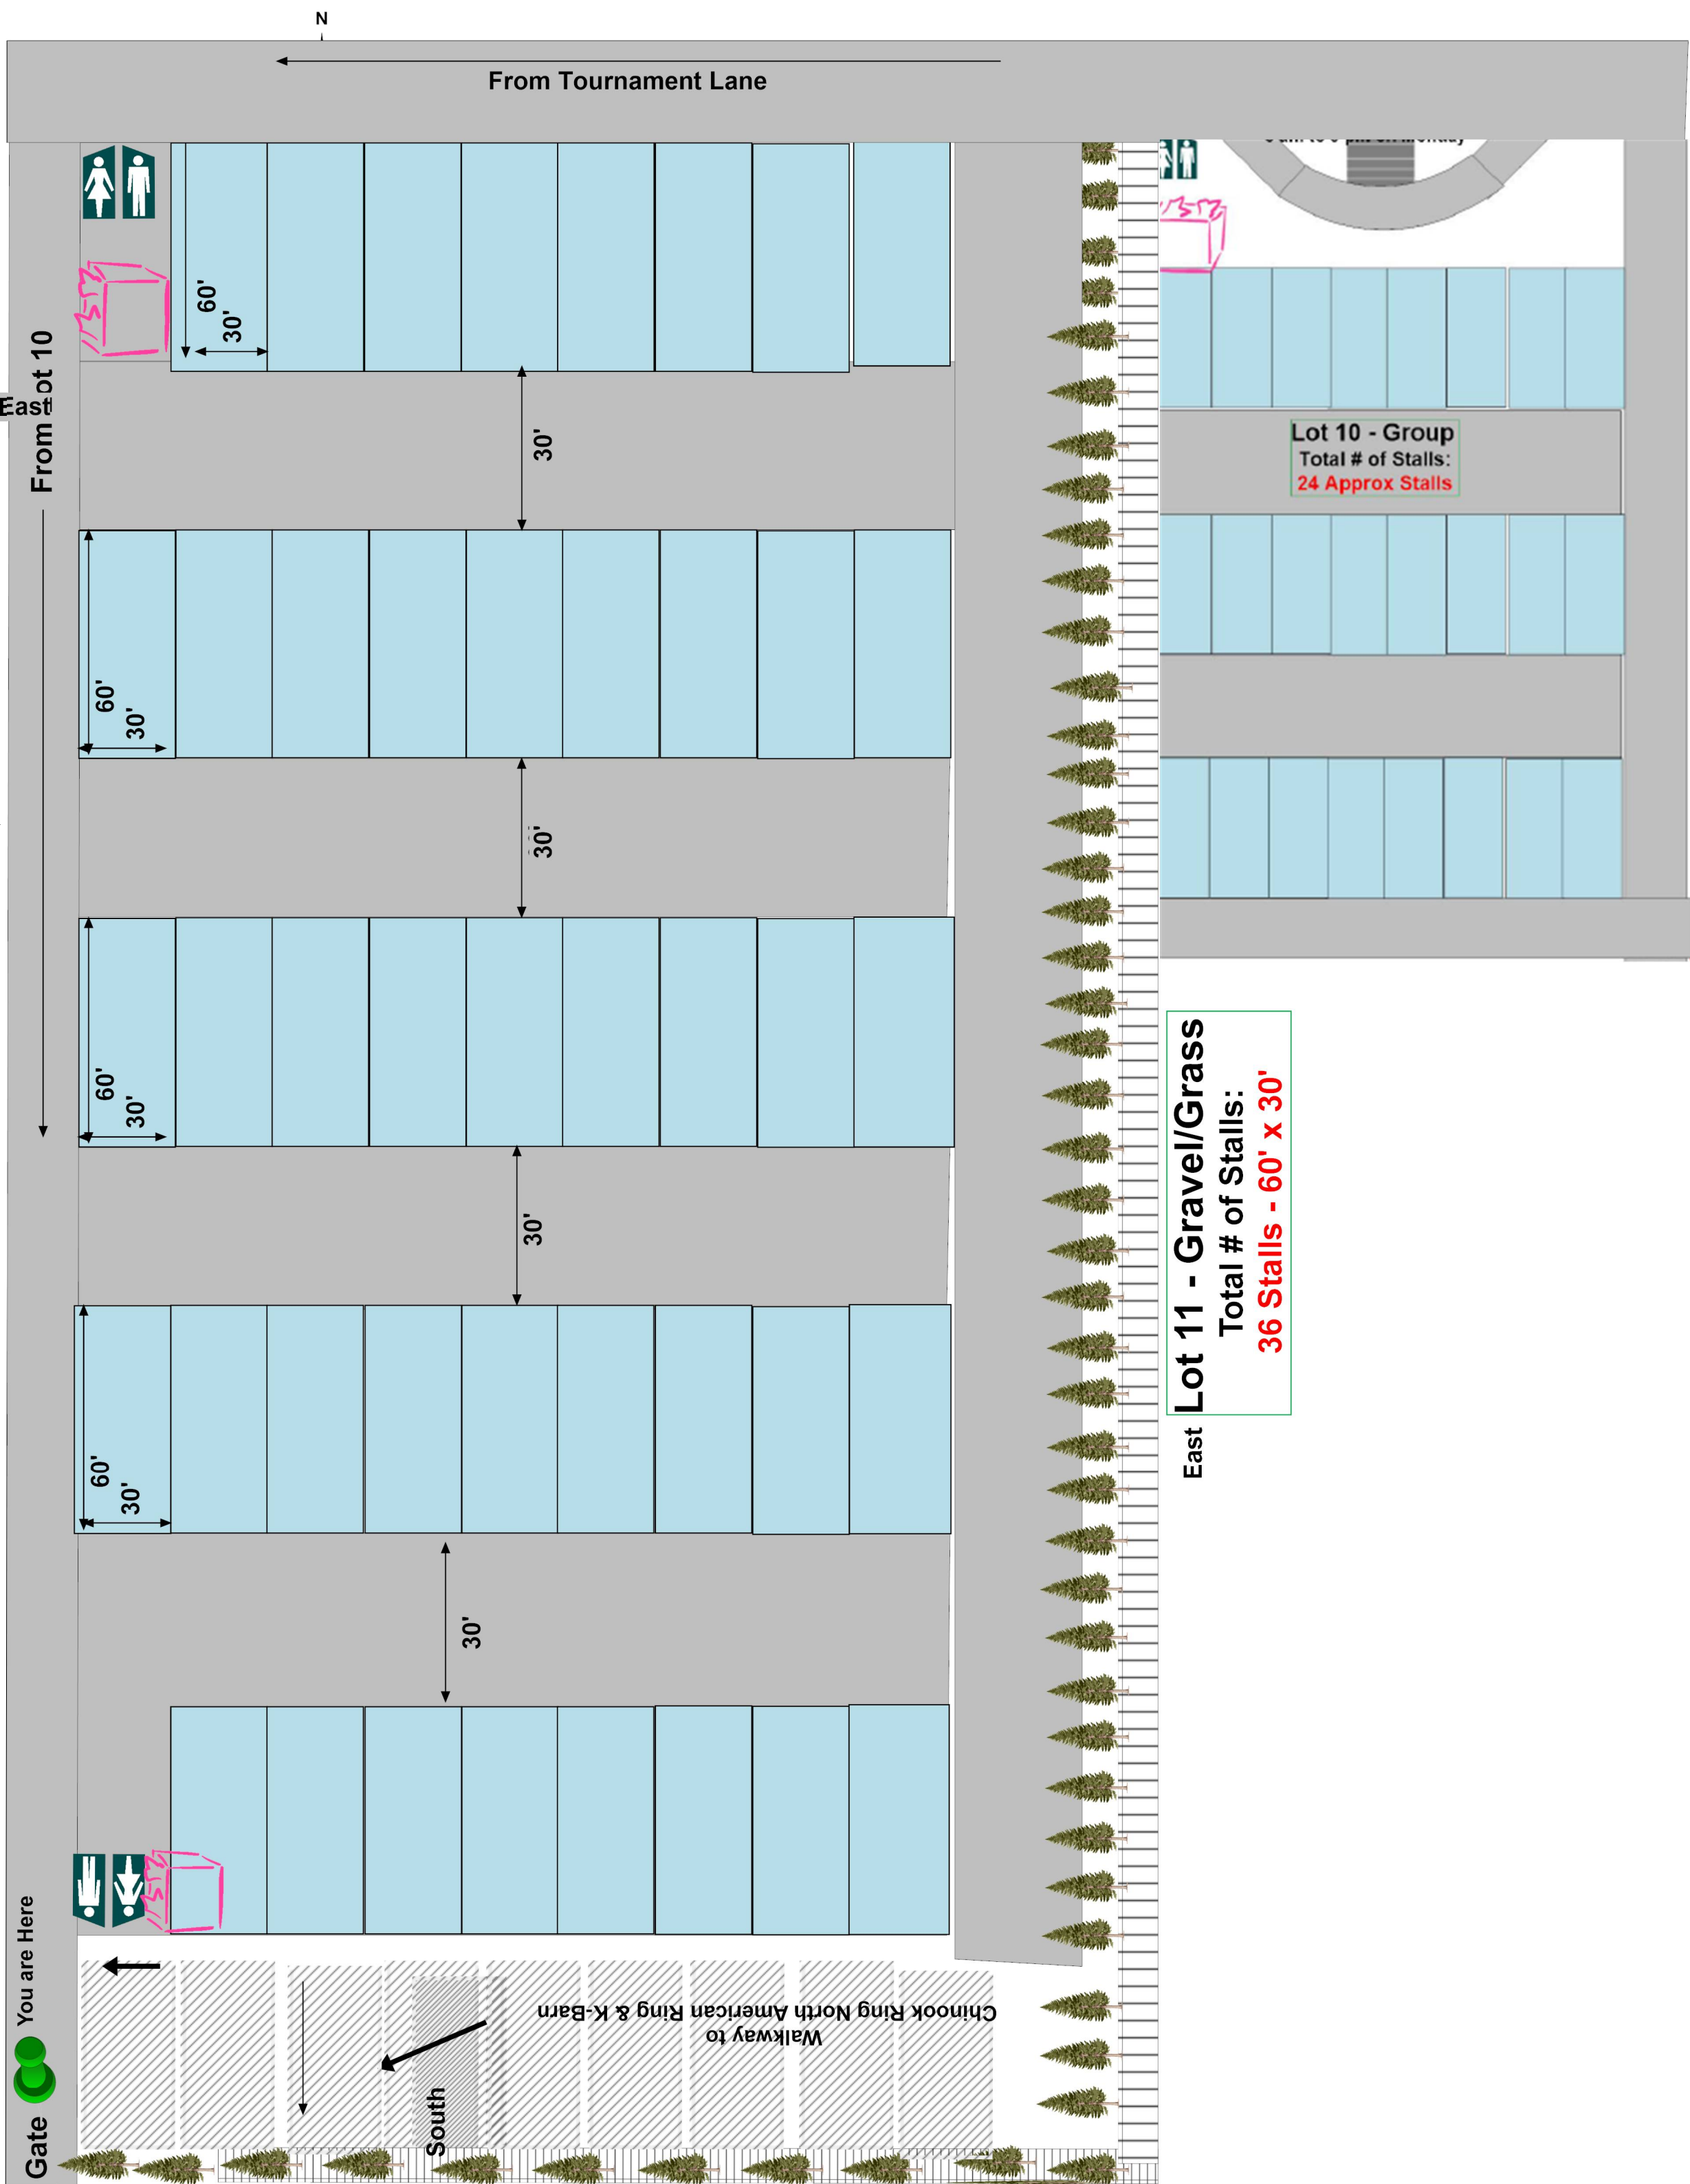 N
From Tournament Lane
60'
30'
From Lot 10
East
30'
Lot 10 - Group
Total # of Stalls:
24 Approx Stalls
60'
30'
30'
60'
30'
30'
East Lot 11 - Gravel/Grass
Total # of Stalls:
36 Stalls - 60' x 30'
60'
30'
30'
You are Here
Gate
Walkway to
Chinook Ring North American Ring & K-Barn
South